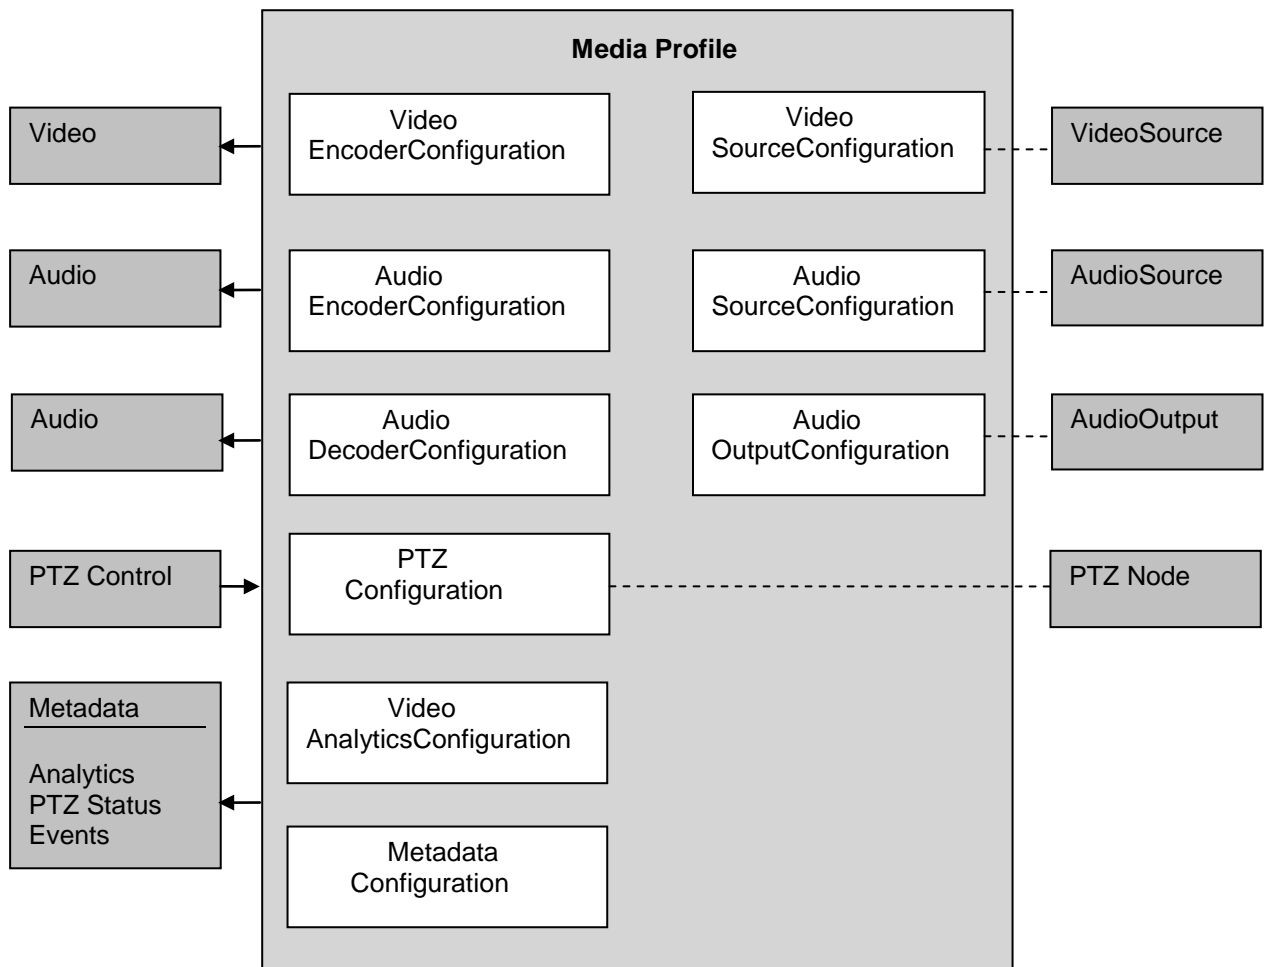 Media Profile
Video
Video
EncoderConfiguration
Video
SourceConfiguration
VideoSource
Audio
Audio
EncoderConfiguration
Audio
SourceConfiguration
AudioSource
Audio
Audio
DecoderConfiguration
Audio
OutputConfiguration
AudioOutput
PTZ Control
PTZ
Configuration
PTZ Node
Metadata
Analytics
PTZ Status
Events
Video
AnalyticsConfiguration
Metadata
Configuration